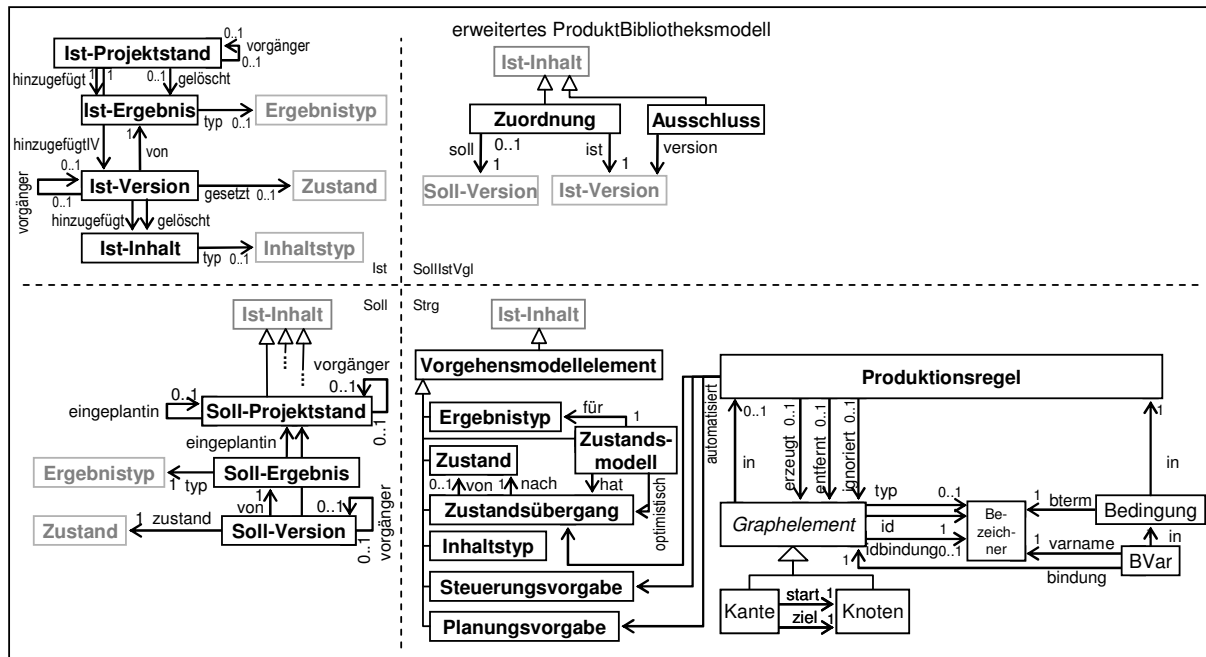 0..1
Ist-Projektstand
vorgänger
0..1
hinzugefügt
1
1
0..1
gelöscht
Ist-Ergebnis
typ
0..1
Ergebnistyp
hinzugefügtIV
1
von
0..1
Ist-Version
gesetzt
0..1
Zustand
vorgänger
0..1
hinzugefügt
gelöscht
Ist-Inhalt
typ
0..1
Inhaltstyp
Ist
erweitertes ProduktBibliotheksmodell
Ist-Inhalt
Zuordnung
Ausschluss
0..1
soll
ist
version
1
1
Soll-Version
Ist-Version
SollIstVgl
Soll
Ist-Inhalt
vorgänger
0..1
0..1
eingeplantin
Soll-Projektstand
0..1
eingeplantin
Ergebnistyp
1
typ
Soll-Ergebnis
von
1
0..1
Zustand
1
zustand
Soll-Version
0..1
vorgänger
Strg
Ist-Inhalt
Vorgehensmodellelement
Produktionsregel
Ergebnistyp
für
1
Zustands-
modell
Zustand
0..1
von
1
nach
hat
optimistisch
automatisiert
Zustandsübergang
Inhaltstyp
Steuerungsvorgabe
Planungsvorgabe
0..1
in
erzeugt 0..1
entfernt 0..1
ignoriert 0..1
1
in
typ
0..1
Graphelement
id
1
idbindung
0..1
Be-
zeich-
ner
1
bterm
Bedingung
1
varname
in
BVar
1
bindung
Kante
start
1
ziel
1
Knoten